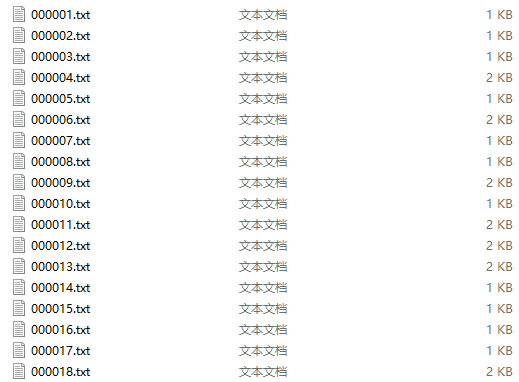 000001.txt 文本文档 1 KB
000002.txt 文本文档 1 KB
000003.txt 文本文档 1 KB
000004.txt 文本文档 2 KB
000005.txt 文本文档 1 KB
000006.txt 文本文档 2 KB
000007.txt 文本文档 1 KB
000008.txt 文本文档 1 KB
000009.txt 文本文档 2 KB
000010.txt 文本文档 1 KB
000011.txt 文本文档 2 KB
000012.txt 文本文档 2 KB
000013.txt 文本文档 2 KB
000014.txt 文本文档 1 KB
000015.txt 文本文档 1 KB
000016.txt 文本文档 1 KB
000017.txt 文本文档 1 KB
000018.txt 文本文档 2 KB